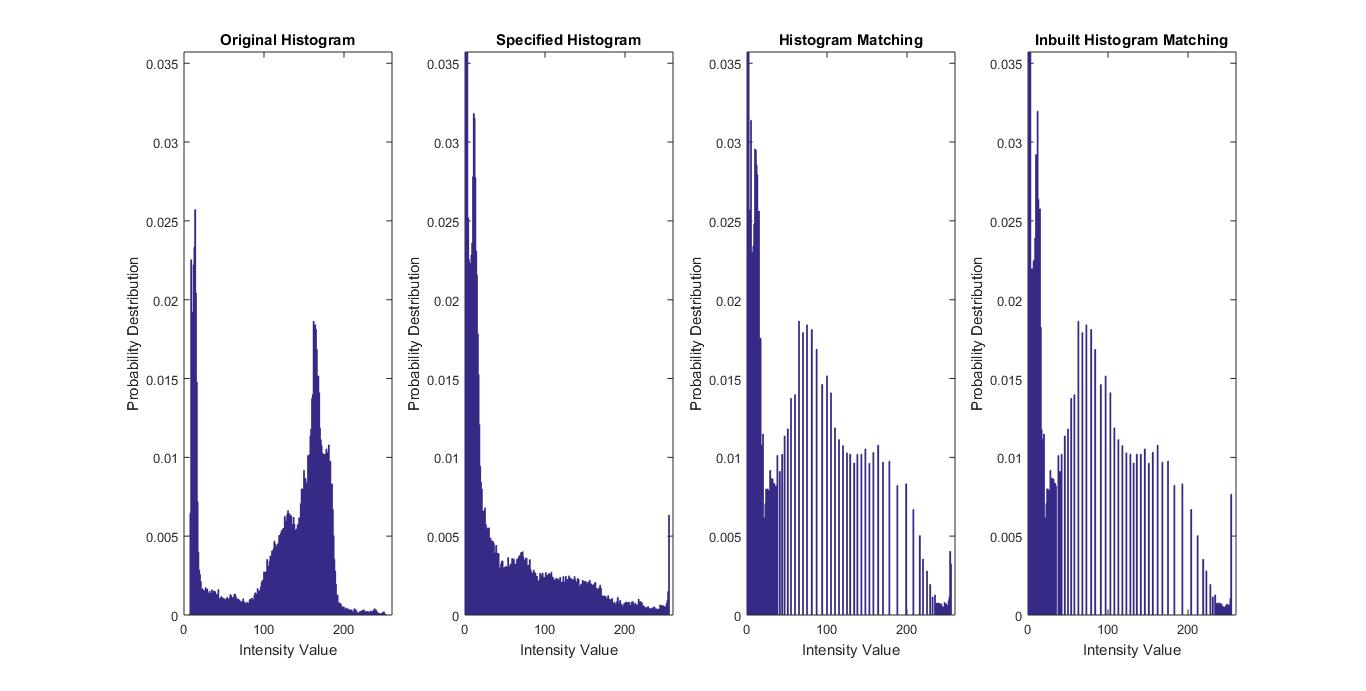 Original Histogram
0.035
0.03
0.025
0.02
0.015
0.01
0.005
0
0 100 200
Probability Destribution
Intensity Value
Specified Histogram
0.035
0.03
0.025
0.02
0.015
0.01
0.005
0
0 100 200
Probability Destribution
Intensity Value
Histogram Matching
0.035
0.03
0.025
0.02
0.015
0.01
0.005
0
0 100 200
Probability Destribution
Intensity Value
Inbuilt Histogram Matching
0.035
0.03
0.025
0.02
0.015
0.01
0.005
0
0 100 200
Probability Destribution
Intensity Value